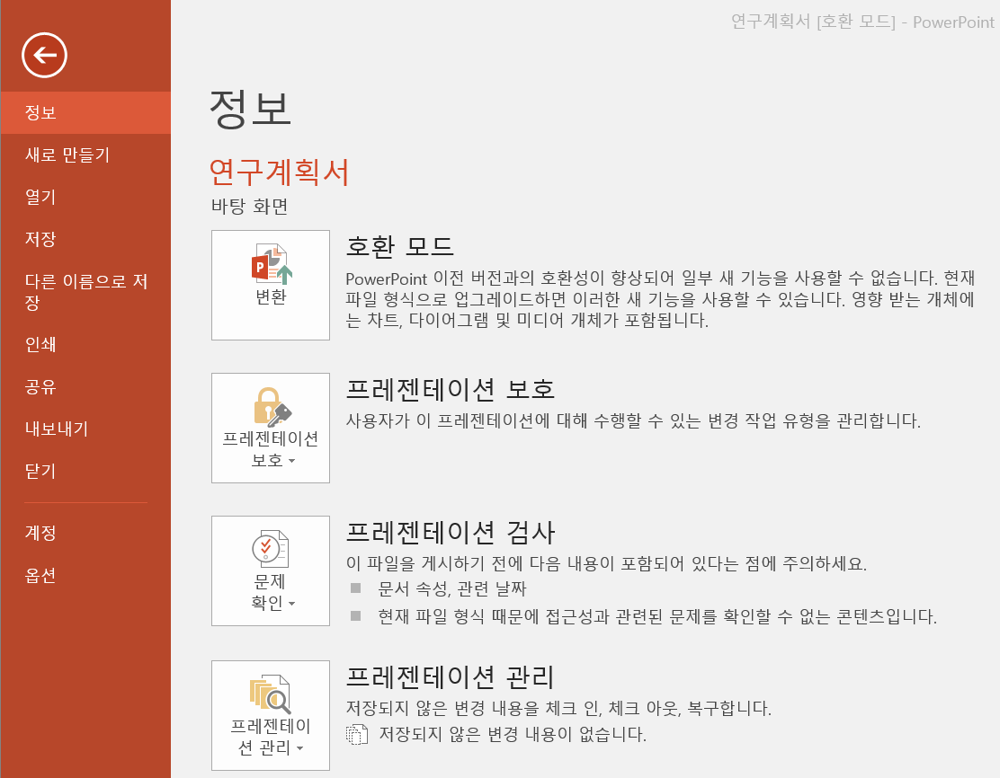 연구계획서 [호환 모드] - PowerPoint
정보
새로 만들기
열기
저장
다른 이름으로 저
장
인쇄
공유
내보내기
닫기
계정
옵션
정보
연구계획서
바탕 화면
변환
호환 모드
PowerPoint 이전 버전과의 호환성이 향상되어 일부 새 기능을 사용할 수 없습니다. 현재
파일 형식으로 업그레이드하면 이러한 새 기능을 사용할 수 있습니다. 영향 받는 개체에
는 차트, 다이어그램 및 미디어 개체가 포함됩니다.
프레젠테이션
보호
프레젠테이션 보호
사용자가 이 프레젠테이션에 대해 수행할 수 있는 변경 작업 유형을 관리합니다.
문제
확인
프레젠테이션 검사
이 파일을 게시하기 전에 다음 내용이 포함되어 있다는 점에 주의하세요.
문서 속성, 관련 날짜
현재 파일 형식 때문에 접근성과 관련된 문제를 확인할 수 없는 콘텐츠입니다.
프레젠테이
션 관리
프레젠테이션 관리
저장되지 않은 변경 내용을 체크 인, 체크 아웃, 복구합니다.
저장되지 않은 변경 내용이 없습니다.